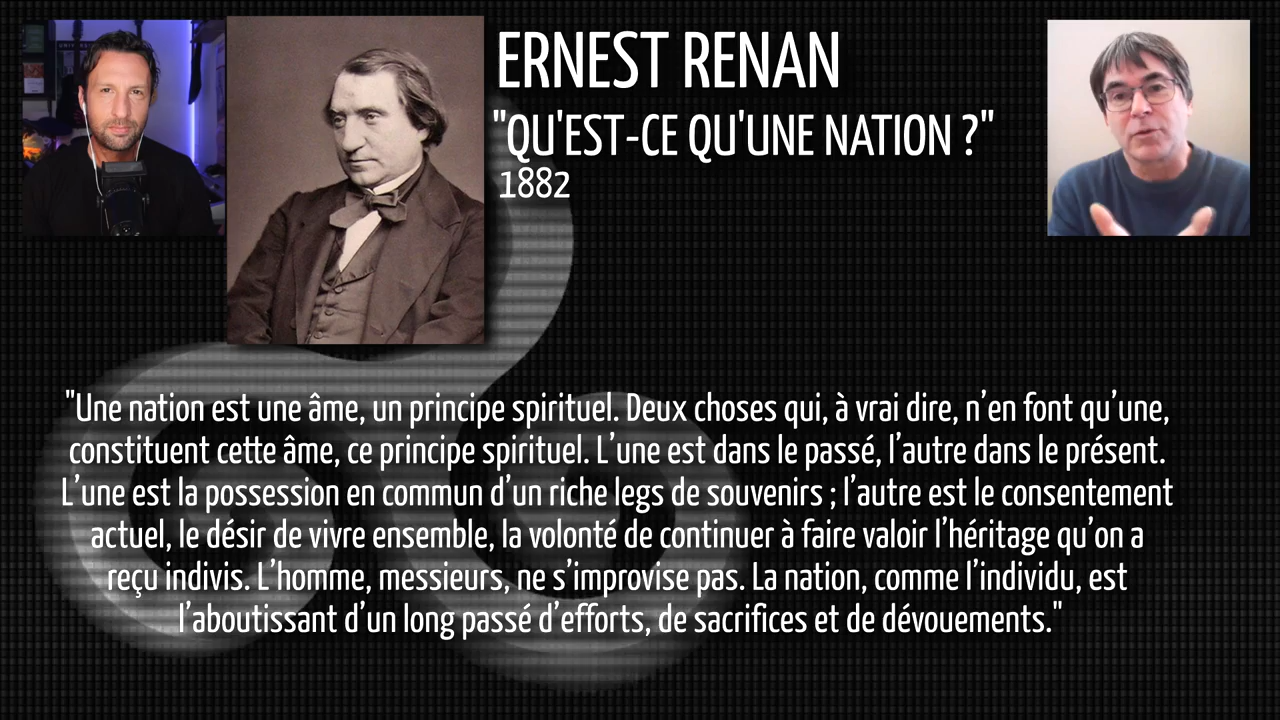 ERNEST RENAN
"QU'EST-CE QU'UNE NATION ?"
1882
"Une nation est une âme, un principe spirituel. Deux choses qui, à vrai dire, n’en font qu’une,
constituent cette âme, ce principe spirituel. L’une est dans le passé, l’autre dans le présent.
L’une est la possession en commun d’un riche legs de souvenirs ; l’autre est le consentement
actuel, le désir de vivre ensemble, la volonté de continuer à faire valoir l’héritage qu’on a
reçu indivis. L’homme, messieurs, ne s’improvise pas. La nation, comme l’individu, est
l’aboutissant d’un long passé d’efforts, de sacrifices et de dévouements."